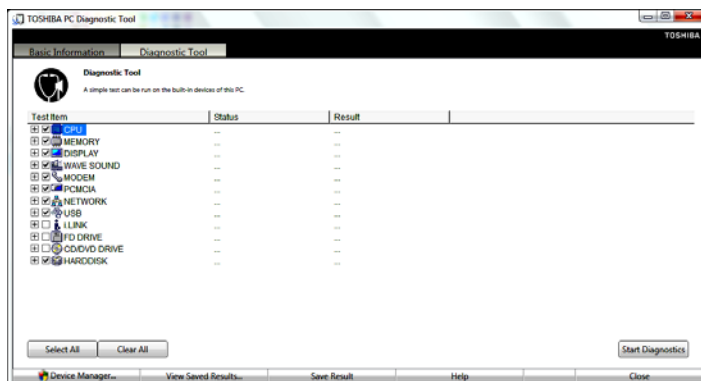 TOSHIBA PC Diagnostic Tool
TOSHIBA
Basic Information Diagnostic Tool
Diagnostic Tool
A simple test can be run on the built-in devices of this PC.
Test Item Status Result
CPU ... ...
MEMORY ... ...
DISPLAY ... ...
WAVE SOUND ... ...
MODEM ... ...
PCMCIA ... ...
NETWORK ... ...
USB ... ...
i.LINK ... ...
FD DRIVE ... ...
CD/DVD DRIVE ... ...
HARDDISK ... ...
Select All Clear All Start Diagnostics
Device Manager... View Saved Results... Save Result Help Close